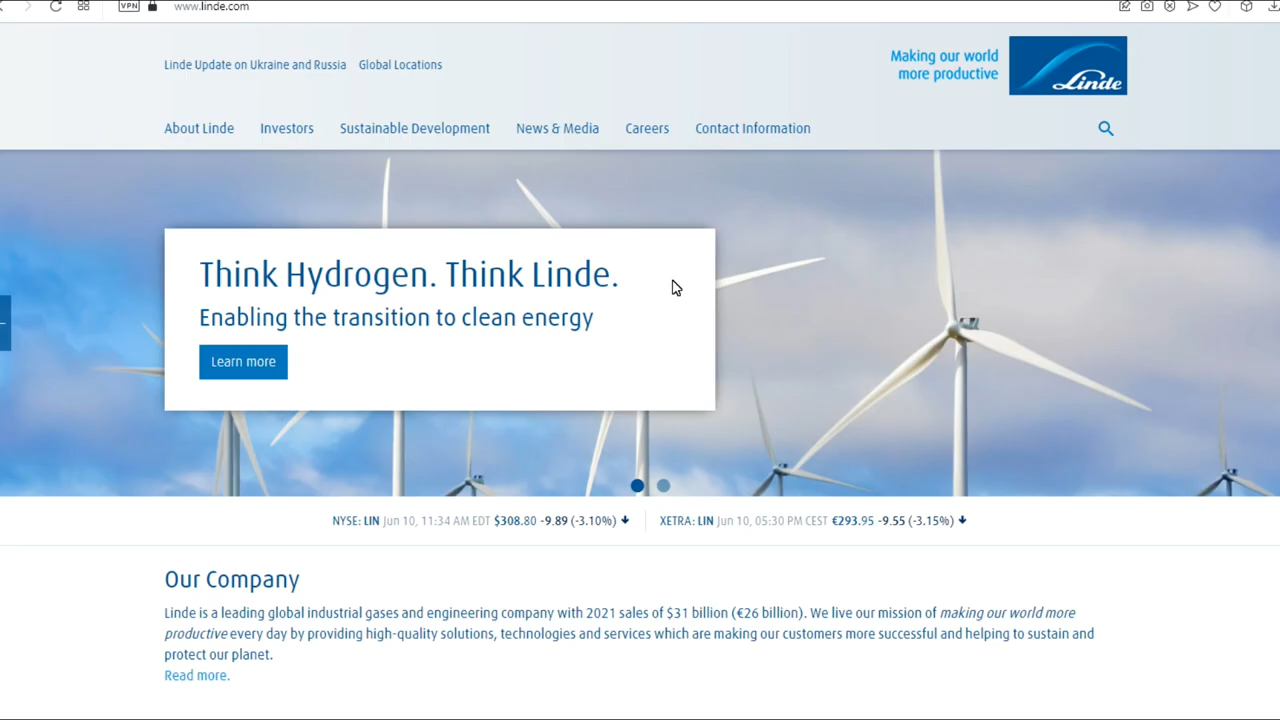 VPN www.linde.com
Linde Update on Ukraine and Russia Global Locations
Making our world
more productive
Linde
About Linde Investors Sustainable Development News & Media Careers Contact Information
Think Hydrogen. Think Linde.
Enabling the transition to clean energy
Learn more
NYSE: LIN Jun 10, 11:34 AM EDT $308.80 -9.89 (-3.10%) XETRA: LIN Jun 10, 05:30 PM CEST €293.95 -9.55 (-3.15%)
Our Company
Linde is a leading global industrial gases and engineering company with 2021 sales of $31 billion (€26 billion). We live our mission of making our world more
productive every day by providing high-quality solutions, technologies and services which are making our customers more successful and helping to sustain and
protect our planet.
Read more.